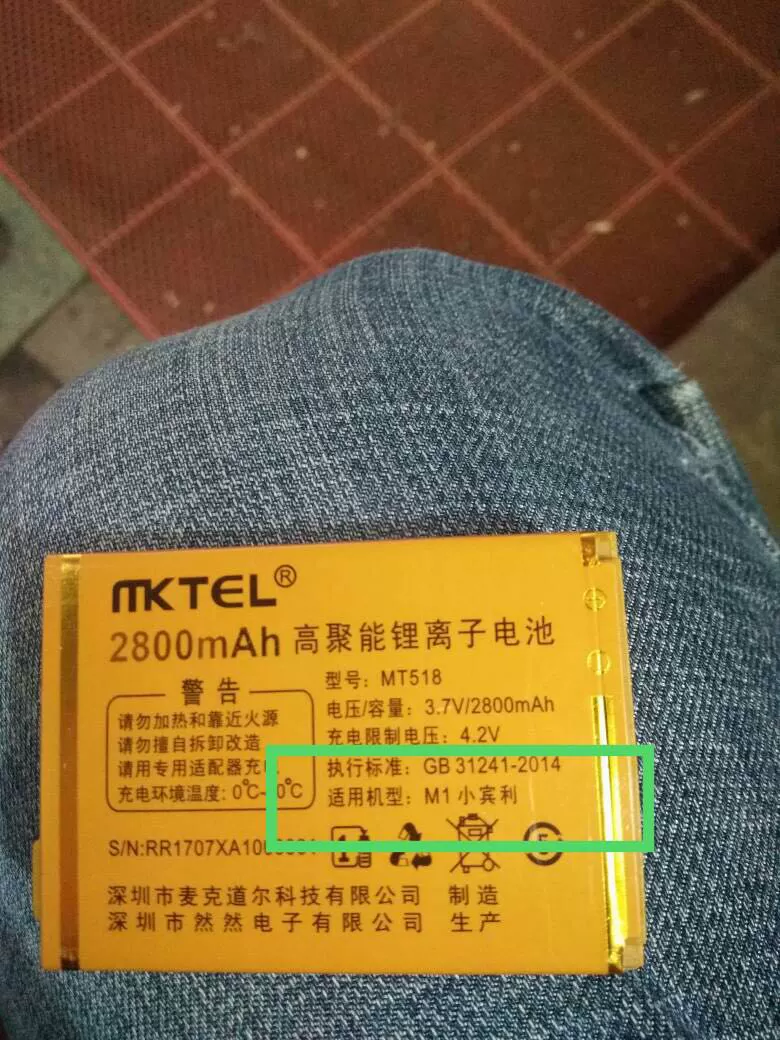 MKTEL®
2800mAh 高聚能锂离子电池
警告
请勿加热和靠近火源
请勿擅自拆卸改造
请用专用适配器充
充电环境温度: 0℃-
型号: MT518
电压/容量: 3.7V/2800mAh
充电限制电压: 4.2V
执行标准: GB 31241-2014
适用机型: M1 小宾利
S/N:RR1707XA10
深圳市麦克道尔科技有限公司 制造
深圳市然然电子有限公司 生产